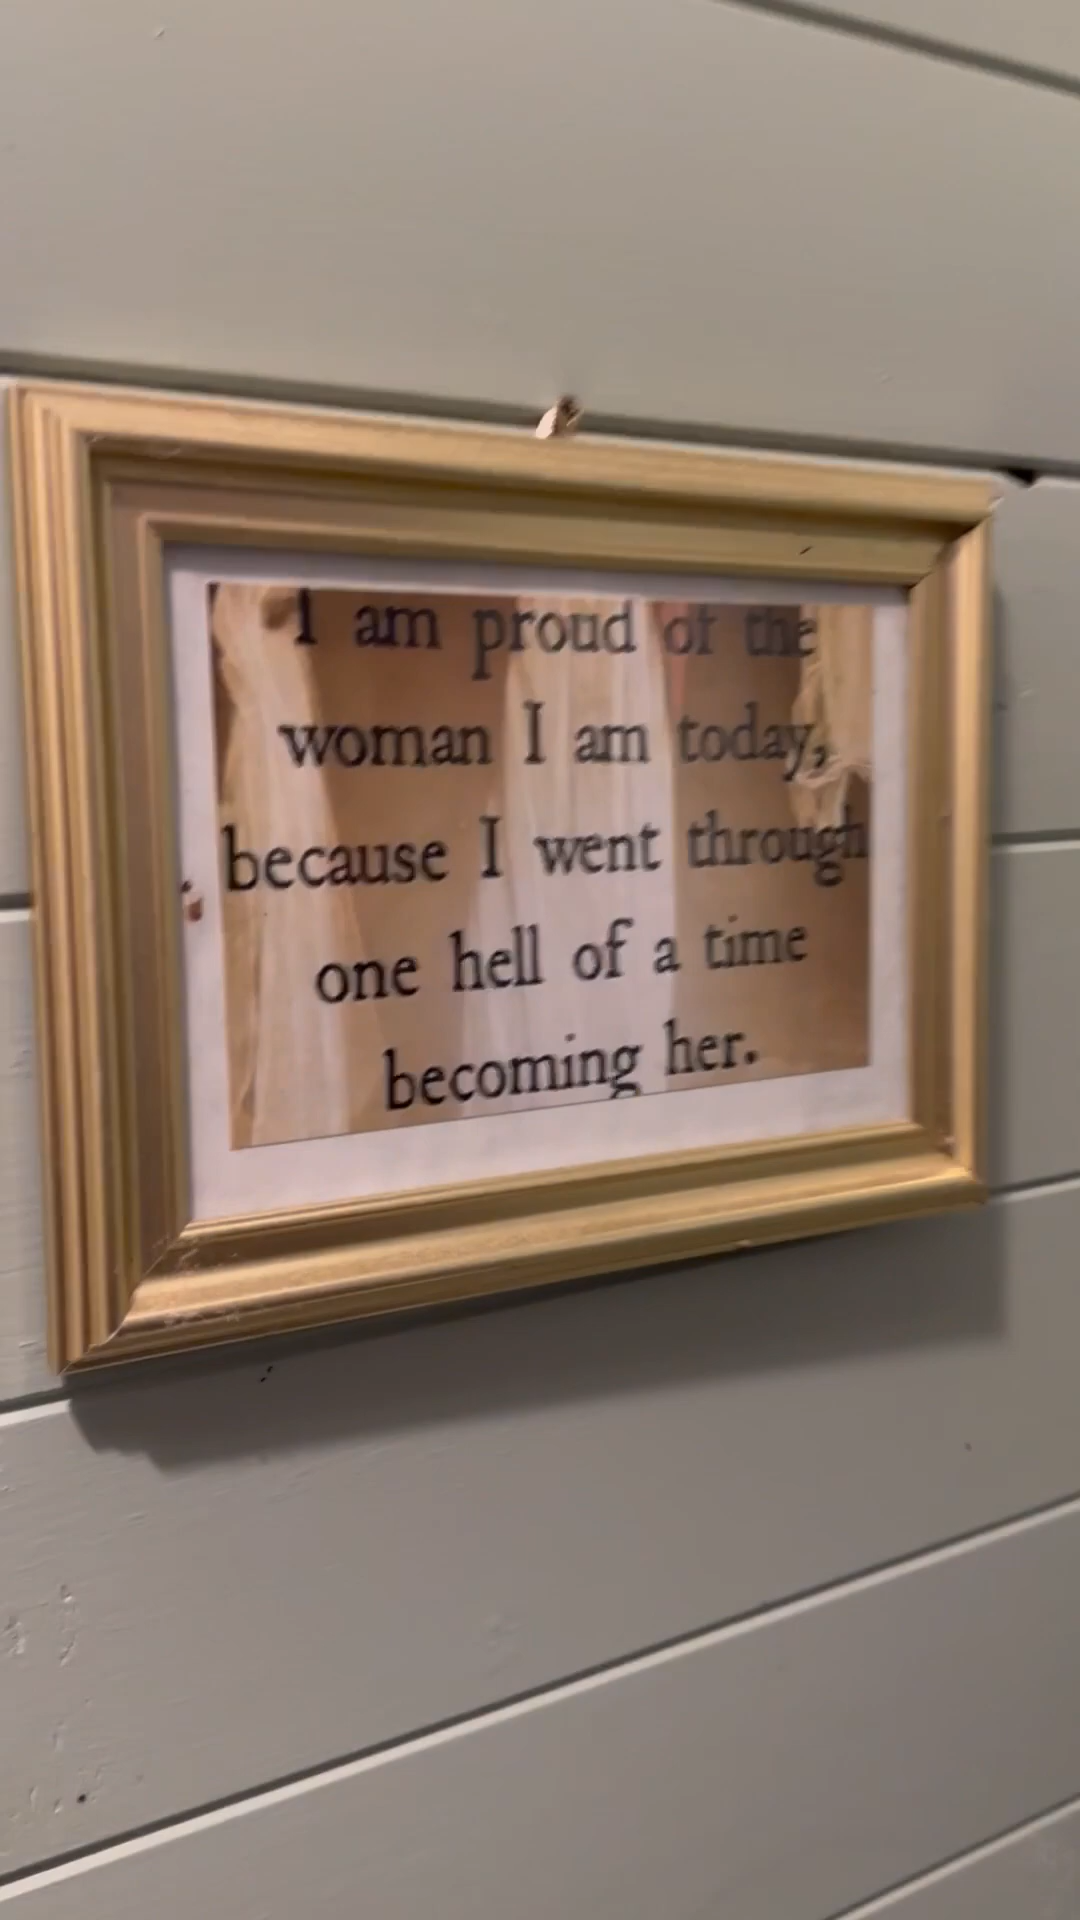 I am proud of the
woman I am today,
because I went through
one hell of a time
becoming her.